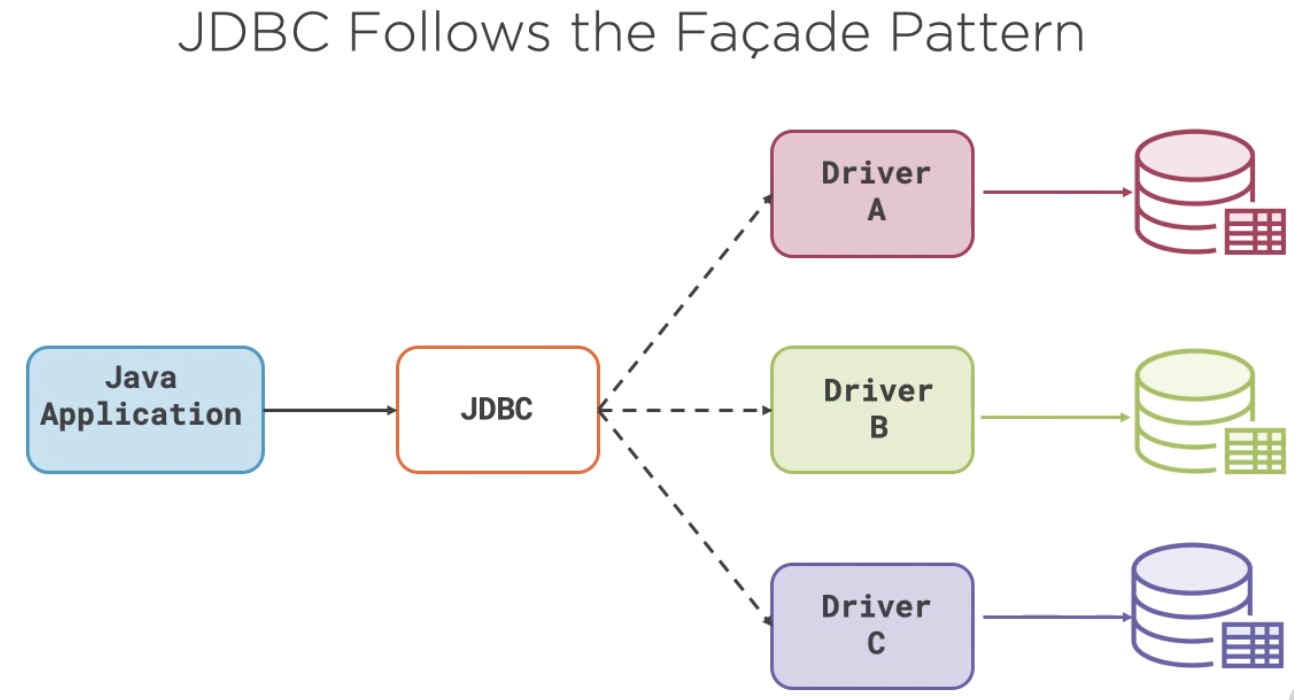 JDBC Follows the Façade Pattern
Driver
A
Java
Application
JDBC
Driver
B
Driver
C